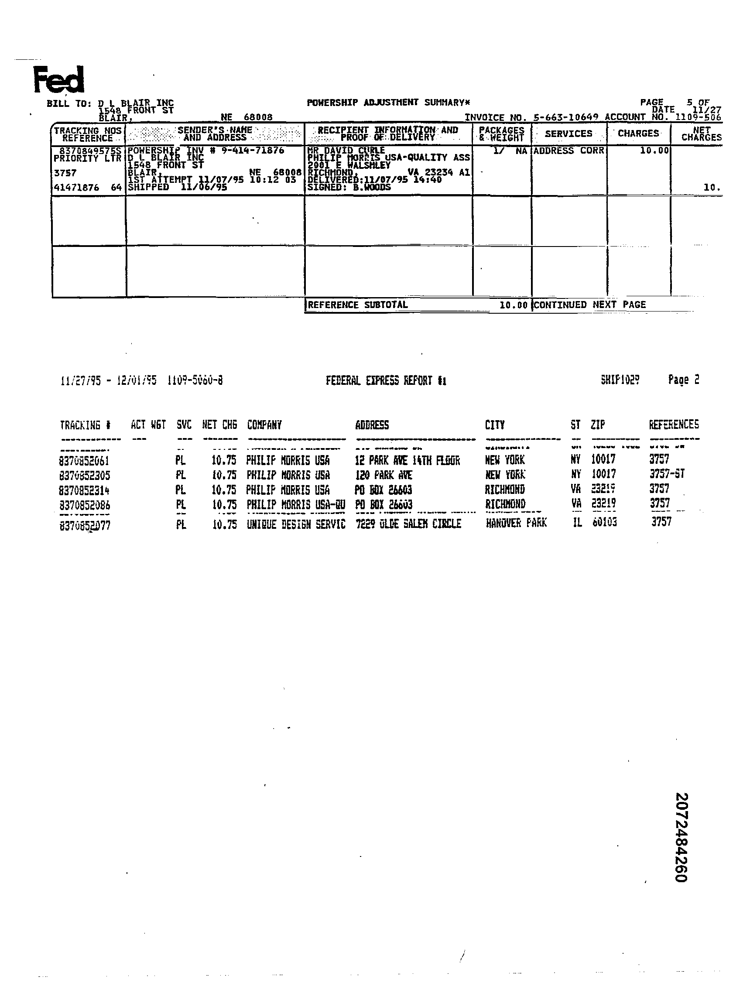 Fed
BILL TO: D L BLAIR INC POWERSHIP ADJUSTMENT SUMMARY* PAGE 5 OF
1548 FRONT ST DATE 11/27
BLAIR, NE 68008 INVOICE NO. 5-663-10649 ACCOUNT NO. 1109-506
TRACKING NOS SENDER'S NAME RECIPIENT INFORMATION AND PACKAGES SERVICES CHARGES NET
REFERENCE AND ADDRESS PROOF OF DELIVERY & WEIGHT CHARGES
8370849575S POWERSHIP INV # 9-414-71876 MR DAVID CURLE 1/ NA ADDRESS CORR 10.00
PRIORITY LTR D L BLAIR INC PHILIP MORRIS USA-QUALITY ASS
1548 FRONT ST 2001 E WALSMLEY
3757 BLAIR, NE 68008 RICHMOND, VA 23234 A1
1ST ATTEMPT 11/07/95 10:12 03 DELIVERED:11/07/95 14:40
41471876 64 SHIPPED 11/06/95 SIGNED: B.WOODS 10.
REFERENCE SUBTOTAL 10.00 CONTINUED NEXT PAGE
11/27/95 - 12/01/95 1109-5060-8 FEDERAL EXPRESS REPORT #1 SHIP1029 Page 2
TRACKING # ACT WGT SVC NET CHG COMPANY ADDRESS CITY ST ZIP REFERENCES
8370852061 PL 10.75 PHILIP MORRIS USA 12 PARK AVE 14TH FLOOR NEW YORK NY 10017 3757
8370852305 PL 10.75 PHILIP MORRIS USA 120 PARK AVE NEW YORK NY 10017 3757-ST
8370852314 PL 10.75 PHILIP MORRIS USA PO BOX 26603 RICHMOND VA 23219 3757
8370852086 PL 10.75 PHILIP MORRIS USA-QU PO BOX 26603 RICHMOND VA 23219 3757
8370852077 PL 10.75 UNIQUE DESIGN SERVIC 7229 OLDE SALEM CIRCLE HANOVER PARK IL 60103 3757
2072484260